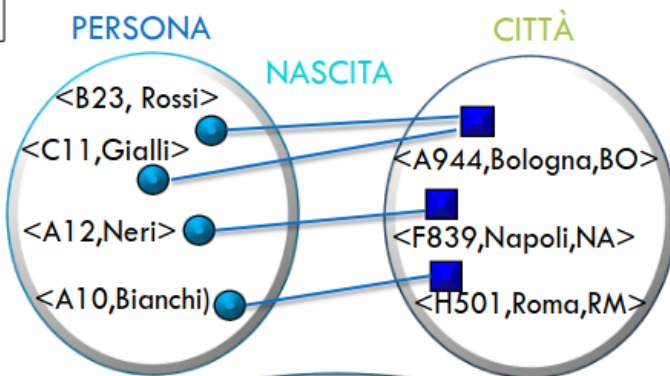 PERSONA
CITTÀ
NASCITA
<B23, Rossi>
<C11,Gialli>
<A944,Bologna,BO>
<A12,Neri>
<F839,Napoli,NA>
<A10,Bianchi)
<H501,Roma,RM>